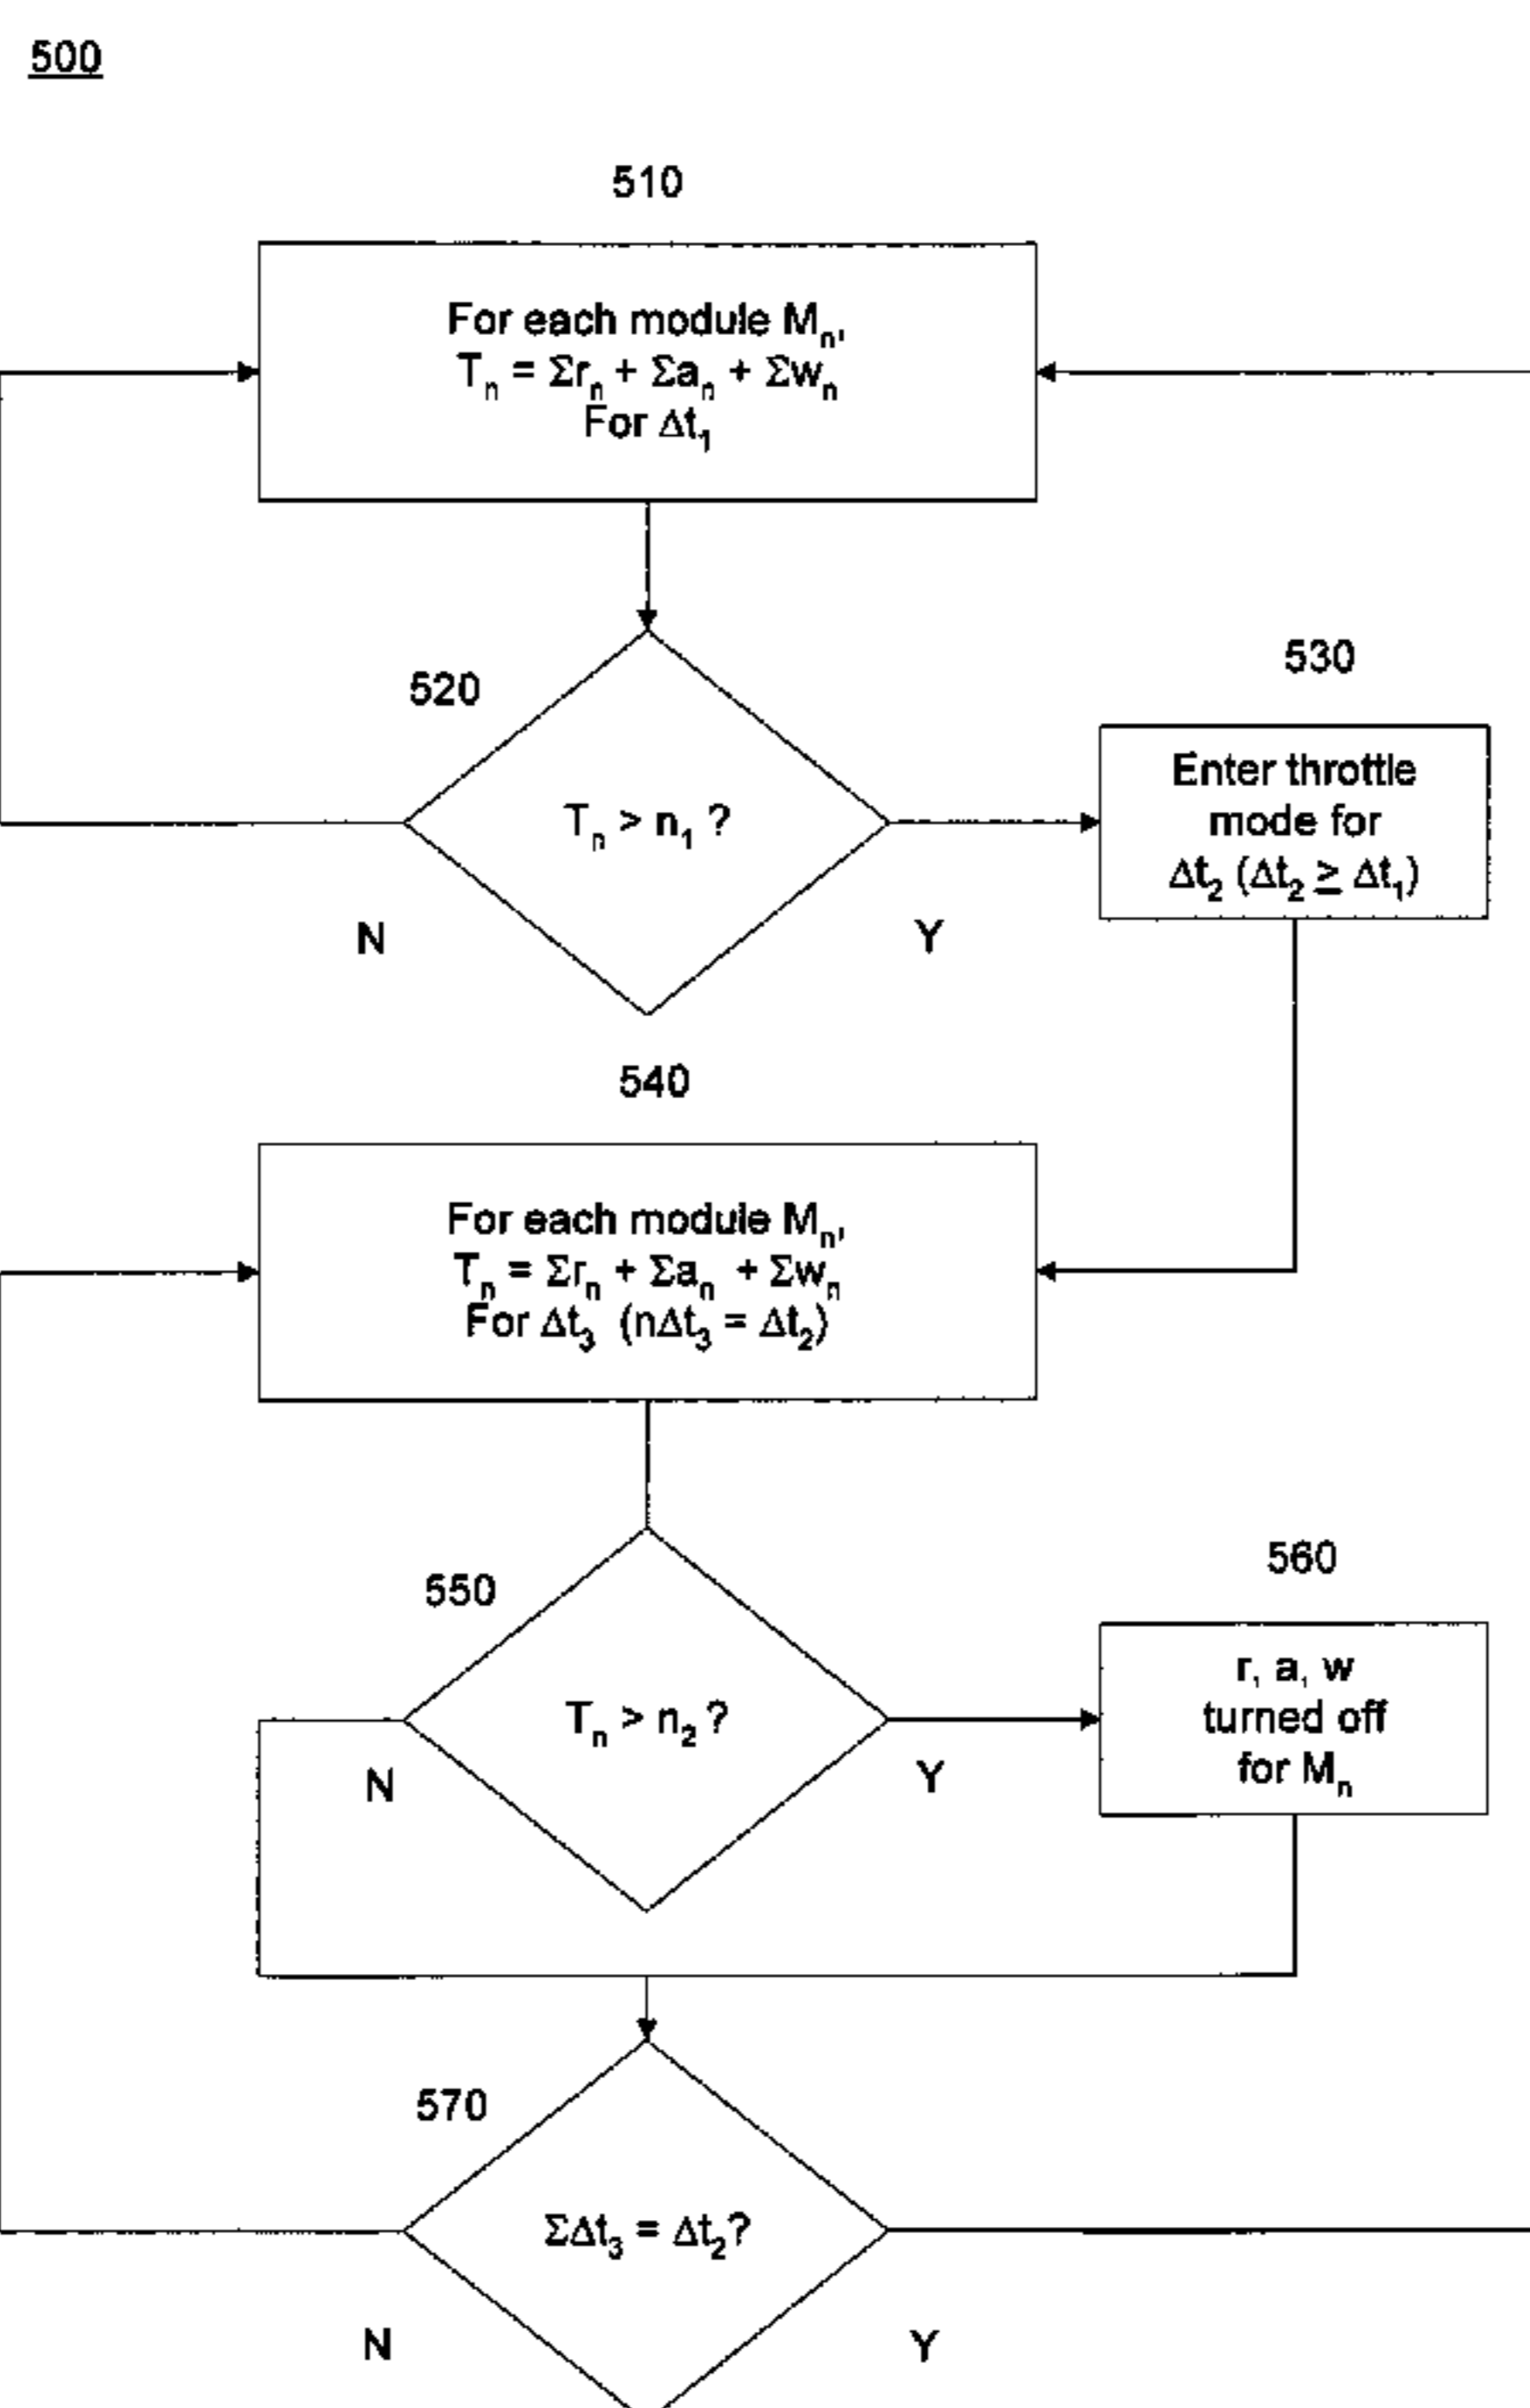 500
510
For each module Mₙ,
Tₙ = Σrₙ + Σaₙ + Σwₙ
For Δt₁
520
Tₙ > n₁ ?
N
Y
530
Enter throttle
mode for
Δt₂ (Δt₂ ≥ Δt₁)
540
For each module Mₙ,
Tₙ = Σrₙ + Σaₙ + Σwₙ
For Δt₃ (nΔt₃ = Δt₂)
550
Tₙ > n₂ ?
N
Y
560
r, a, w
turned off
for Mₙ
570
ΣΔt₃ = Δt₂?
N
Y